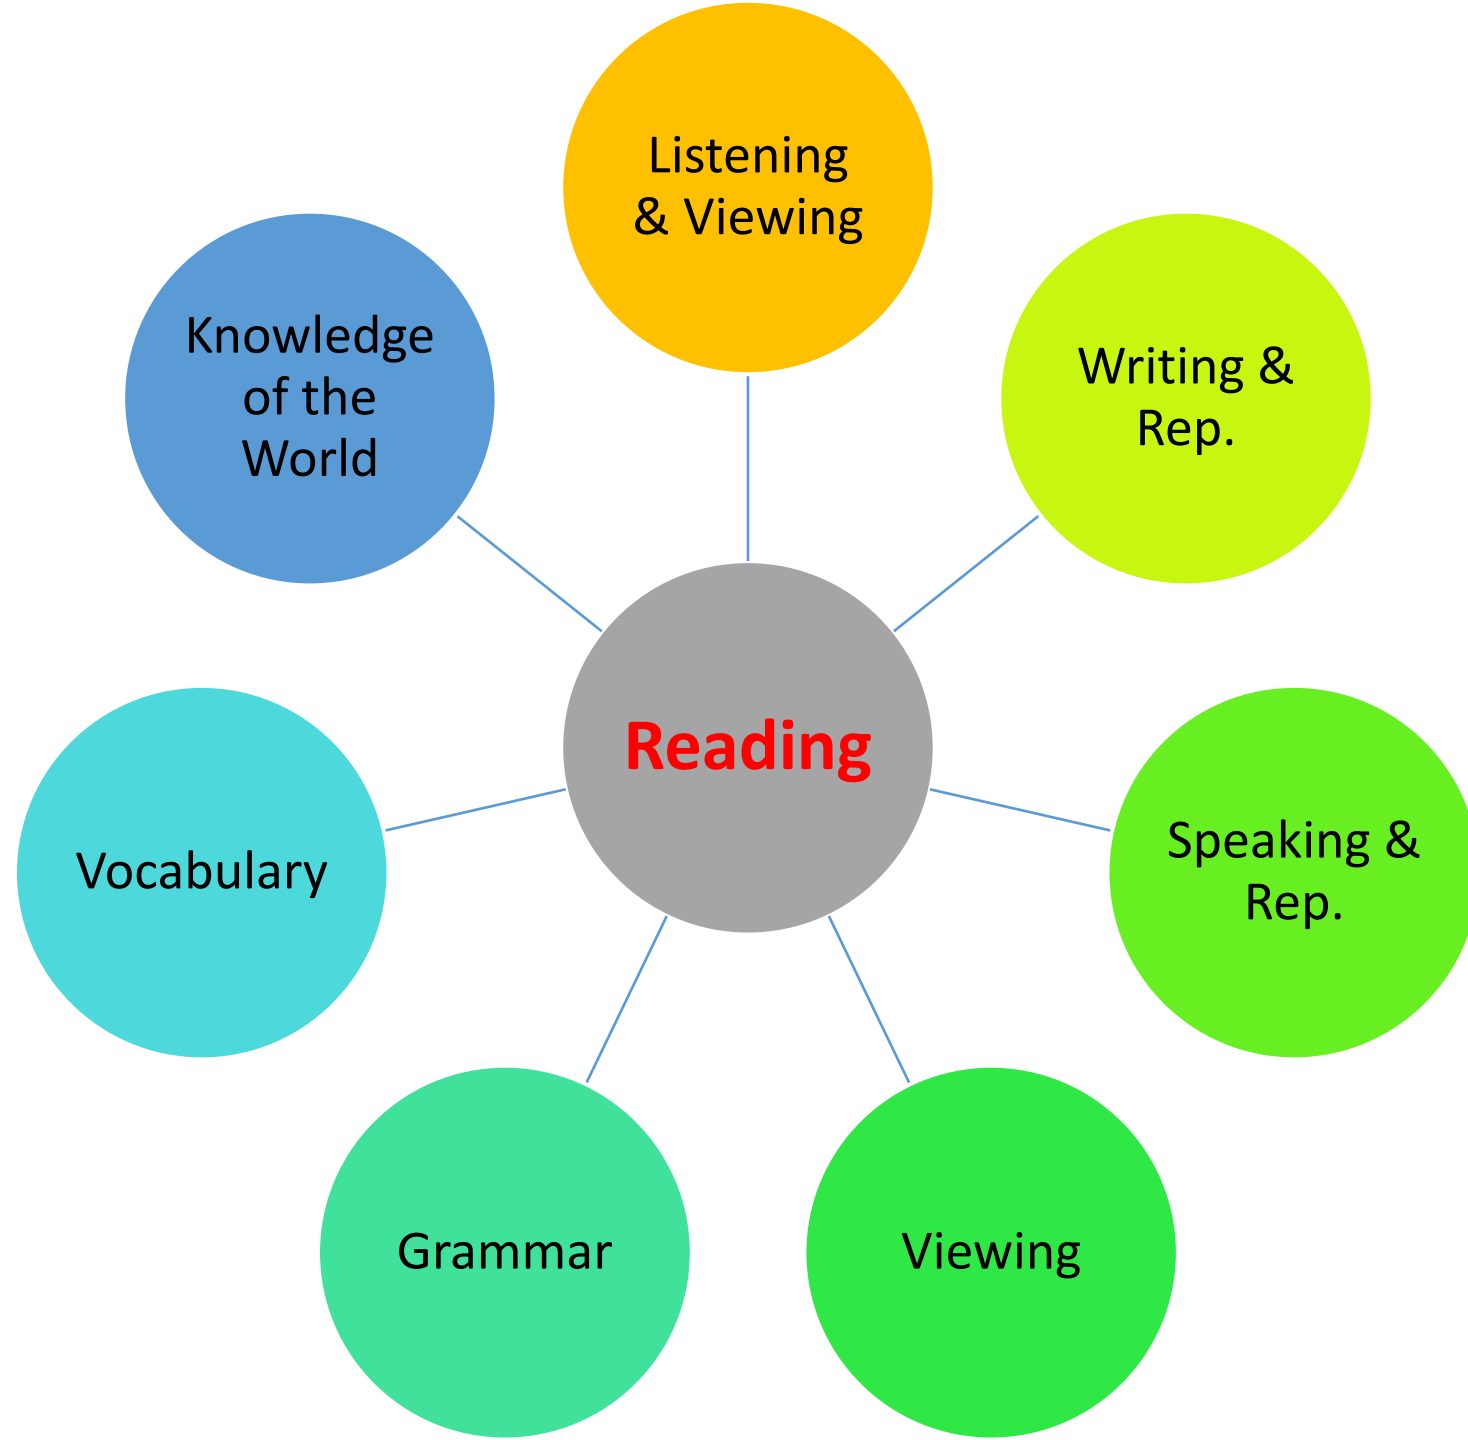 Listening
& Viewing
Writing &
Rep.
Speaking &
Rep.
Viewing
Grammar
Vocabulary
Knowledge
of the
World
Reading